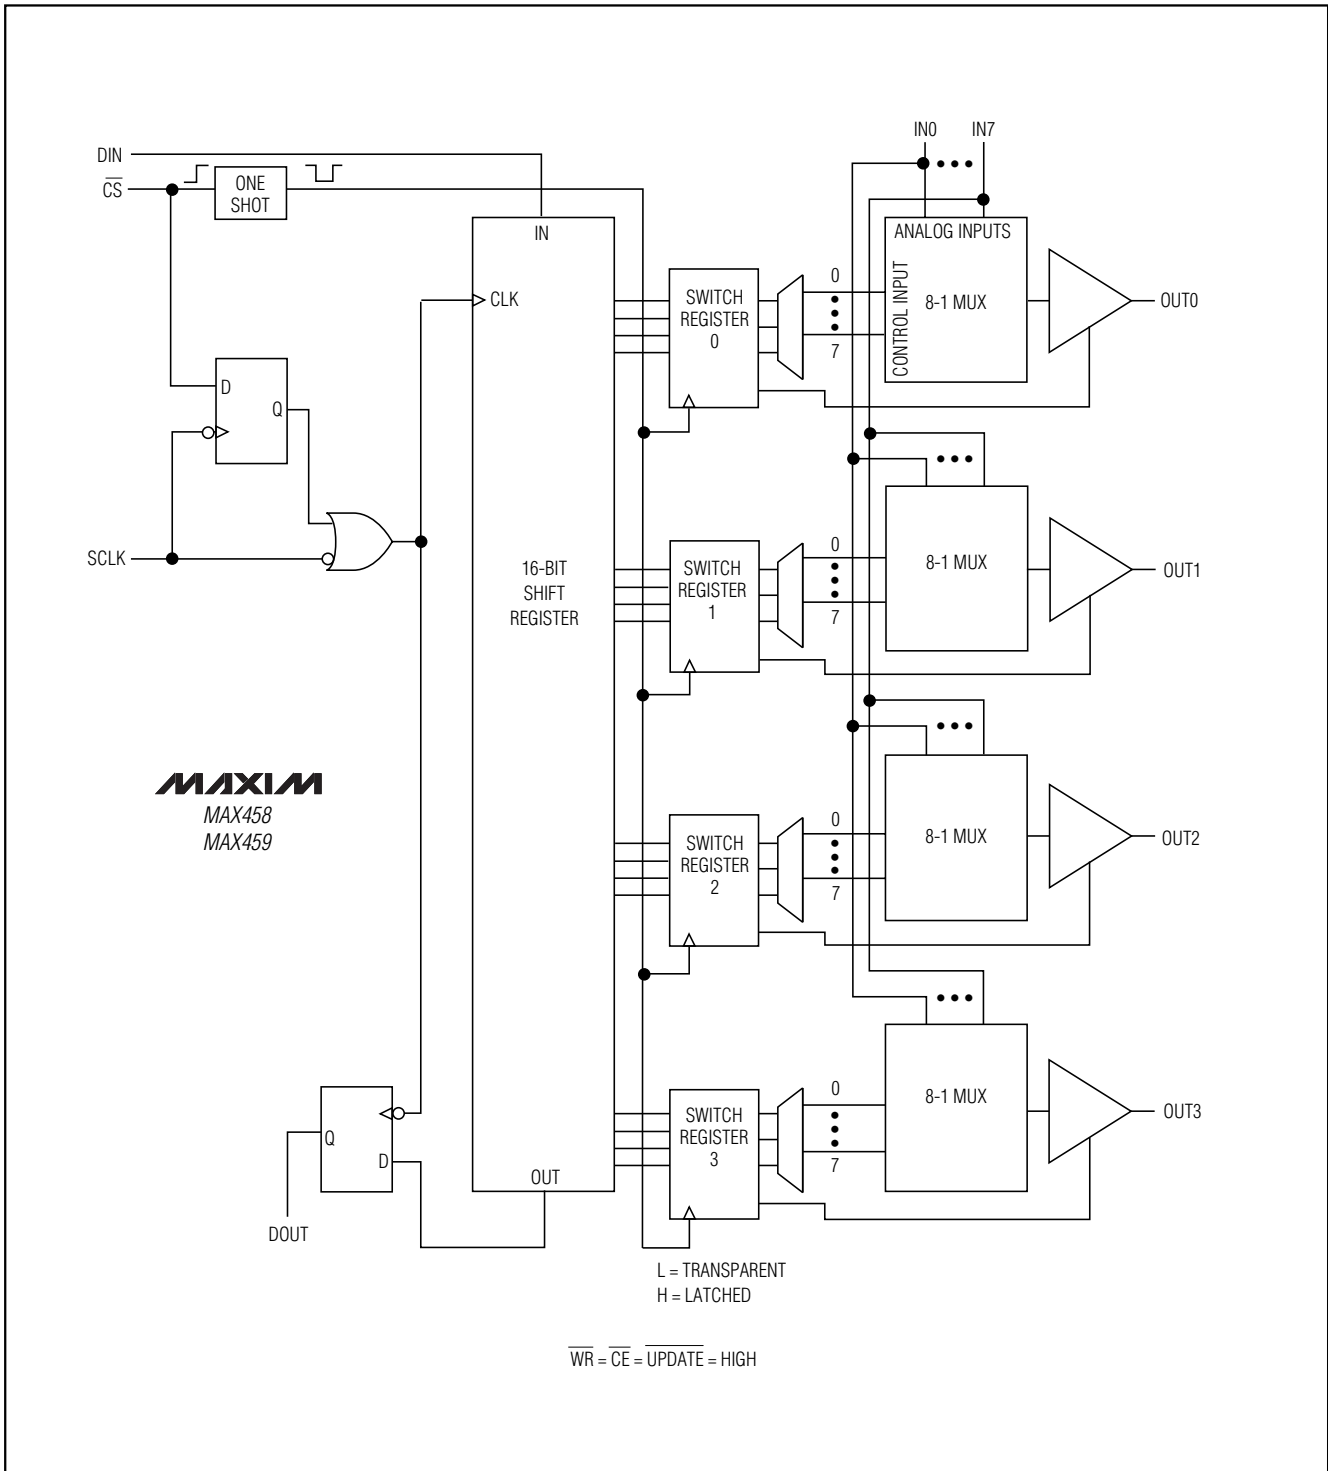 DIN
CS
ONE
SHOT
IN0 IN7
IN
ANALOG INPUTS
CONTROL INPUT
8-1 MUX
CLK
SWITCH
REGISTER
0
0
7
OUT0
D
Q
SCLK
16-BIT
SHIFT
REGISTER
SWITCH
REGISTER
1
0
7
8-1 MUX
OUT1
MAXIM
MAX458
MAX459
SWITCH
REGISTER
2
0
7
8-1 MUX
OUT2
SWITCH
REGISTER
3
0
7
8-1 MUX
OUT3
Q
D
OUT
DOUT
L = TRANSPARENT
H = LATCHED
WR = CE = UPDATE = HIGH